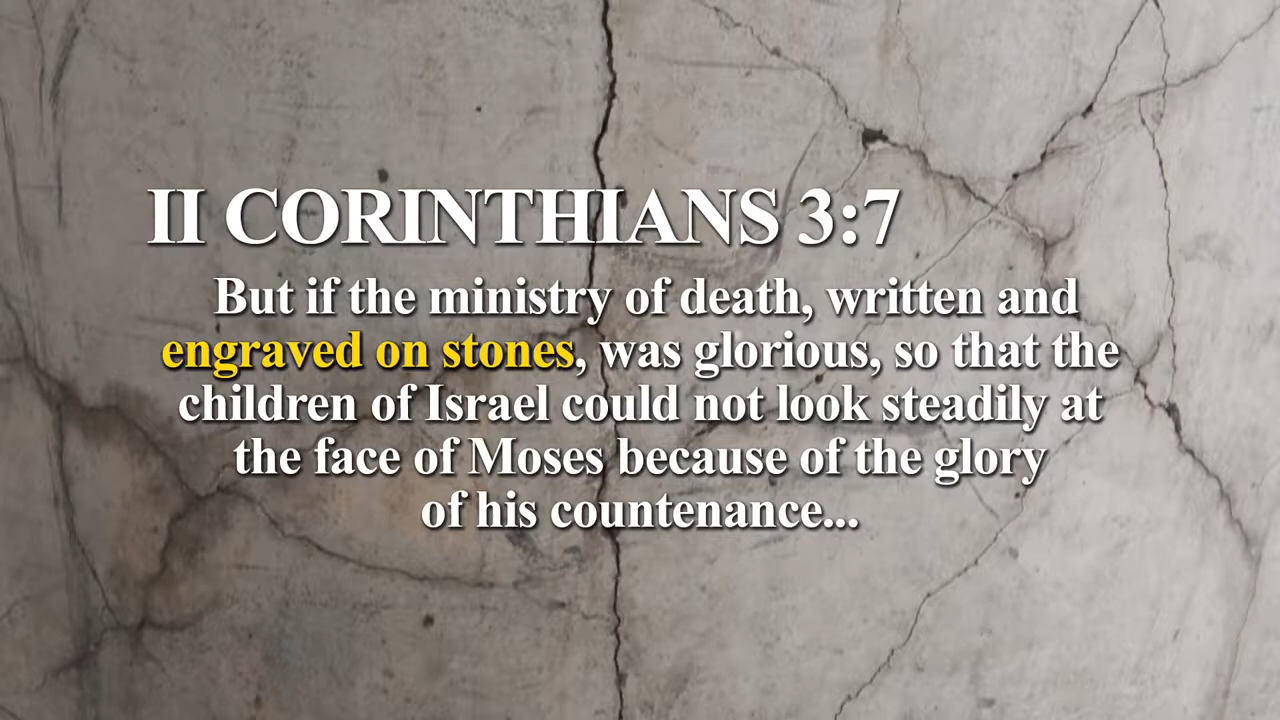 II CORINTHIANS 3:7
But if the ministry of death, written and
engraved on stones, was glorious, so that the
children of Israel could not look steadily at
the face of Moses because of the glory
of his countenance...